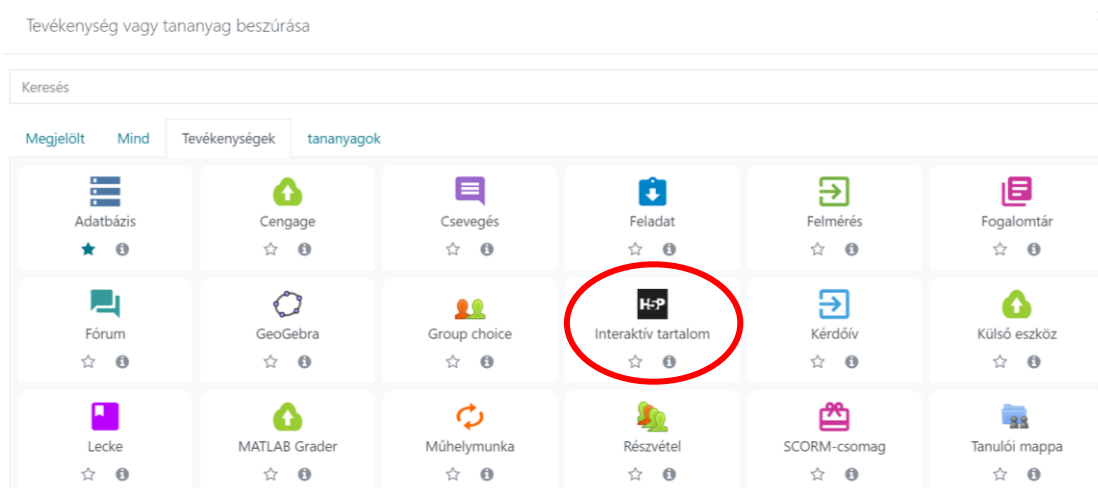 Tevékenység vagy tananyag beszúrása
Keresés
Megjelölt Mind Tevékenységek tananyagok
Adatbázis Cengage Csevegés Feladat Felmérés Fogalomtár
H5P
Fórum GeoGebra Group choice Interaktív tartalom Kérdőív Külső eszköz
Lecke MATLAB Grader Műhelymunka Részvétel SCORM-csomag Tanulói mappa